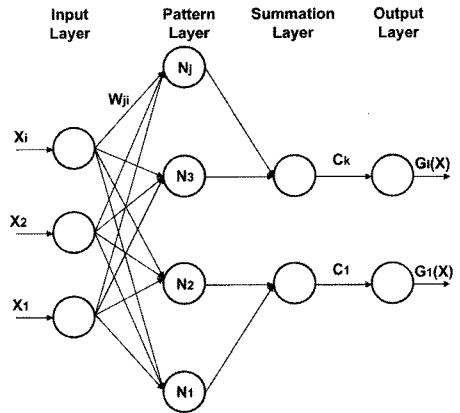 Input Layer
Pattern Layer
Summation Layer
Output Layer
Nj
Wji
Xi
N3
Ck
Gi(X)
X2
N2
C1
G1(X)
X1
N1